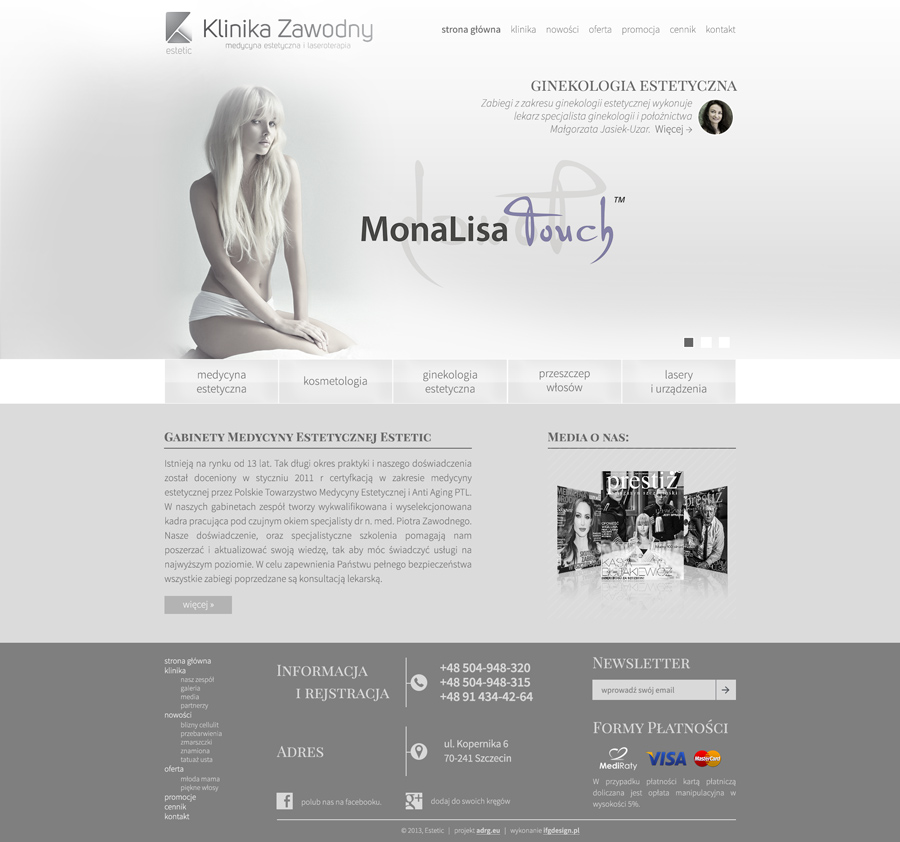 Klinika Zawodny
medycyna estetyczna i laseroterapia
estetic
strona główna klinika nowości oferta promocja cennik kontakt
GINEKOLOGIA ESTETYCZNA
Zabiegi z zakresu ginekologii estetycznej wykonuje
lekarz specjalista ginekologii i położnictwa
Małgorzata Jasiek-Uzar. Więcej →
MonaLisa Touch ™
medycyna
estetyczna
kosmetologia
ginekologia
estetyczna
przeszczep
włosów
lasery
i urządzenia
Gabinety Medycyny Estetycznej Estetic
Istnieją na rynku od 13 lat. Tak długi okres praktyki i naszego doświadczenia
został doceniony w styczniu 2011 r certyfkacją w zakresie medycyny
estetycznej przez Polskie Towarzystwo Medycyny Estetycznej i Anti Aging PTL.
W naszych gabinetach zespół tworzy wykwalifikowana i wyselekcjonowana
kadra pracująca pod czujnym okiem specjalisty dr n. med. Piotra Zawodnego.
Nasze doświadczenie, oraz specjalistyczne szkolenia pomagają nam
poszerzać i aktualizować swoją wiedzę, tak aby móc świadczyć usługi na
najwyższym poziomie. W celu zapewnienia Państwu pełnego bezpieczeństwa
wszystkie zabiegi poprzedzane są konsultacją lekarską.
więcej »
Media o nas:
prestiż
strona główna
klinika
nasz zespół
galeria
media
partnerzy
nowości
blizny cellulit
przebarwienia
zmarszczki
znamiona
tatuaż usta
oferta
młoda mama
piękne włosy
promocje
cennik
kontakt
Informacja
i rejstracja
+48 504-948-320
+48 504-948-315
+48 91 434-42-64
Adres
ul. Kopernika 6
70-241 Szczecin
polub nas na facebooku.
dodaj do swoich kręgów
Newsletter
wprowadź swój email →
Formy Płatności
MediRaty VISA MasterCard
W przypadku płatności kartą płatniczą
doliczana jest opłata manipulacyjna w
wysokości 5%.
© 2013, Estetic | projekt adrg.eu | wykonanie ifgdesign.pl